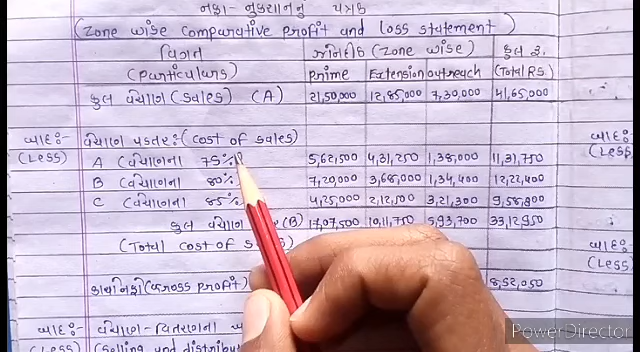 નફા - નુકસાનનું પત્રક
(Zone wise comparative profit and Loss statement)
વિગત
(particulars)
ઝોનદીઠ (Zone wise)
prime Extension outreach
કુલ રૂ.
(Total RS.)
કુલ વેચાણ (sales) (A) 21,50,000 12,85,000 7,30,000 41,65,000
બાદ:- વેચાણ પડતર: (cost of sales)
(Less) A (વેચાણના 75% 5,62,500 4,31,250 1,38,000 11,31,750
B (વેચાણના 80% 7,20,000 3,68,000 1,34,400 12,22,400
C (વેચાણના 85% 4,25,000 2,12,500 3,21,300 9,58,800
કુલ વેચાણ (B) 17,07,500 10,11,750 5,93,700 33,12,950
(Total cost of
કાચોનફો (Gross profit) 8,52,050
બાદ:- વેચાણ - વિતરણના
(Less) (selling and distribut
બાદ:-
(Less
બાદ:-
(Less)
PowerDirector